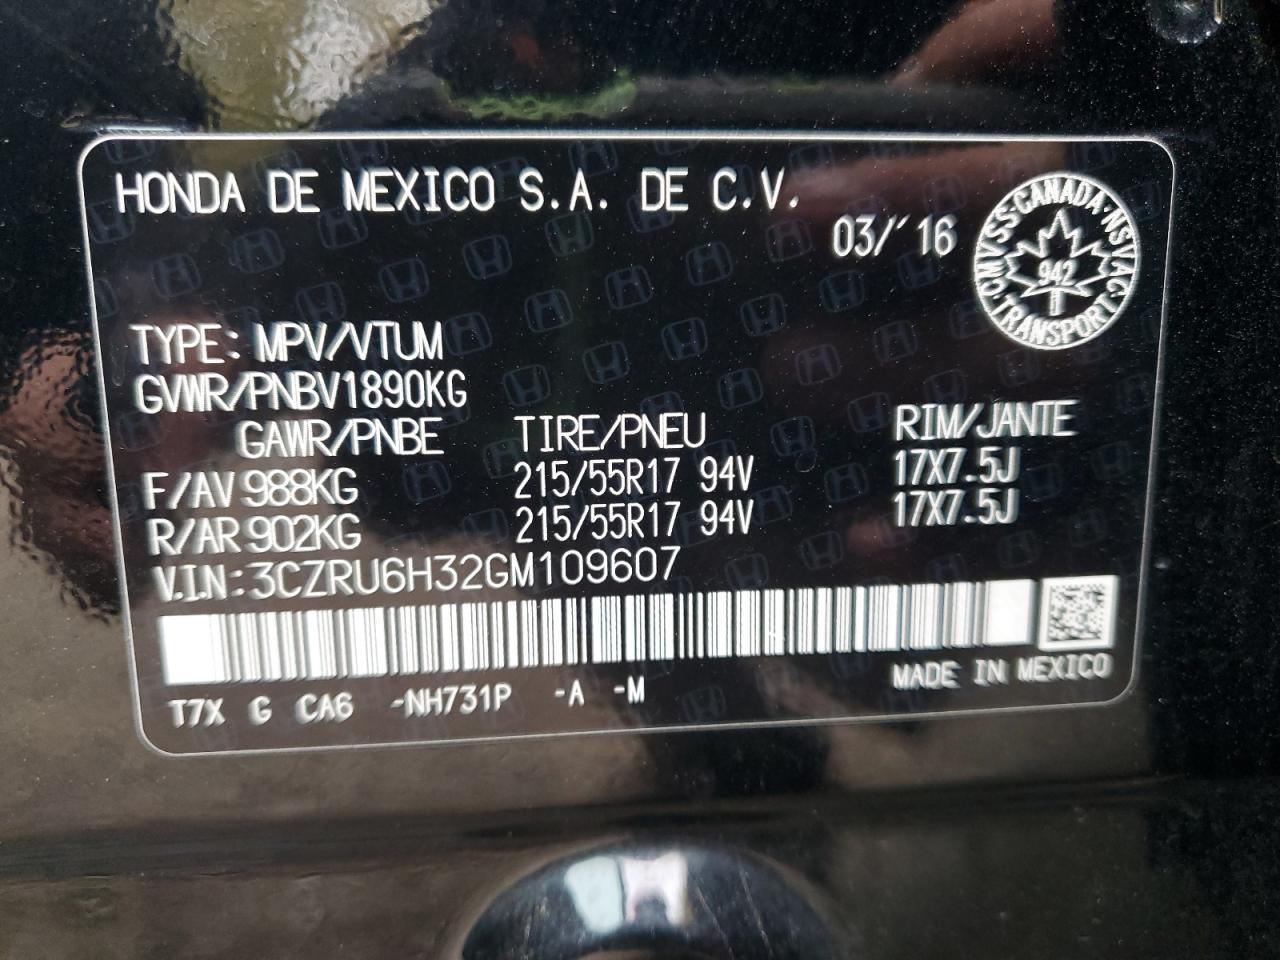 HONDA DE MEXICO S.A. DE C.V.
03/'16
CMVSS·CANADA·NSVAC·TRANSPORT·
942
TYPE: MPV/VTUM
GVWR/PNBV1890KG
GAWR/PNBE TIRE/PNEU RIM/JANTE
F/AV 988KG 215/55R17 94V 17X7.5J
R/AR 902KG 215/55R17 94V 17X7.5J
V.I.N:3CZRU6H32GM109607
T7X G CA6 -NH731P -A -M
MADE IN MEXICO